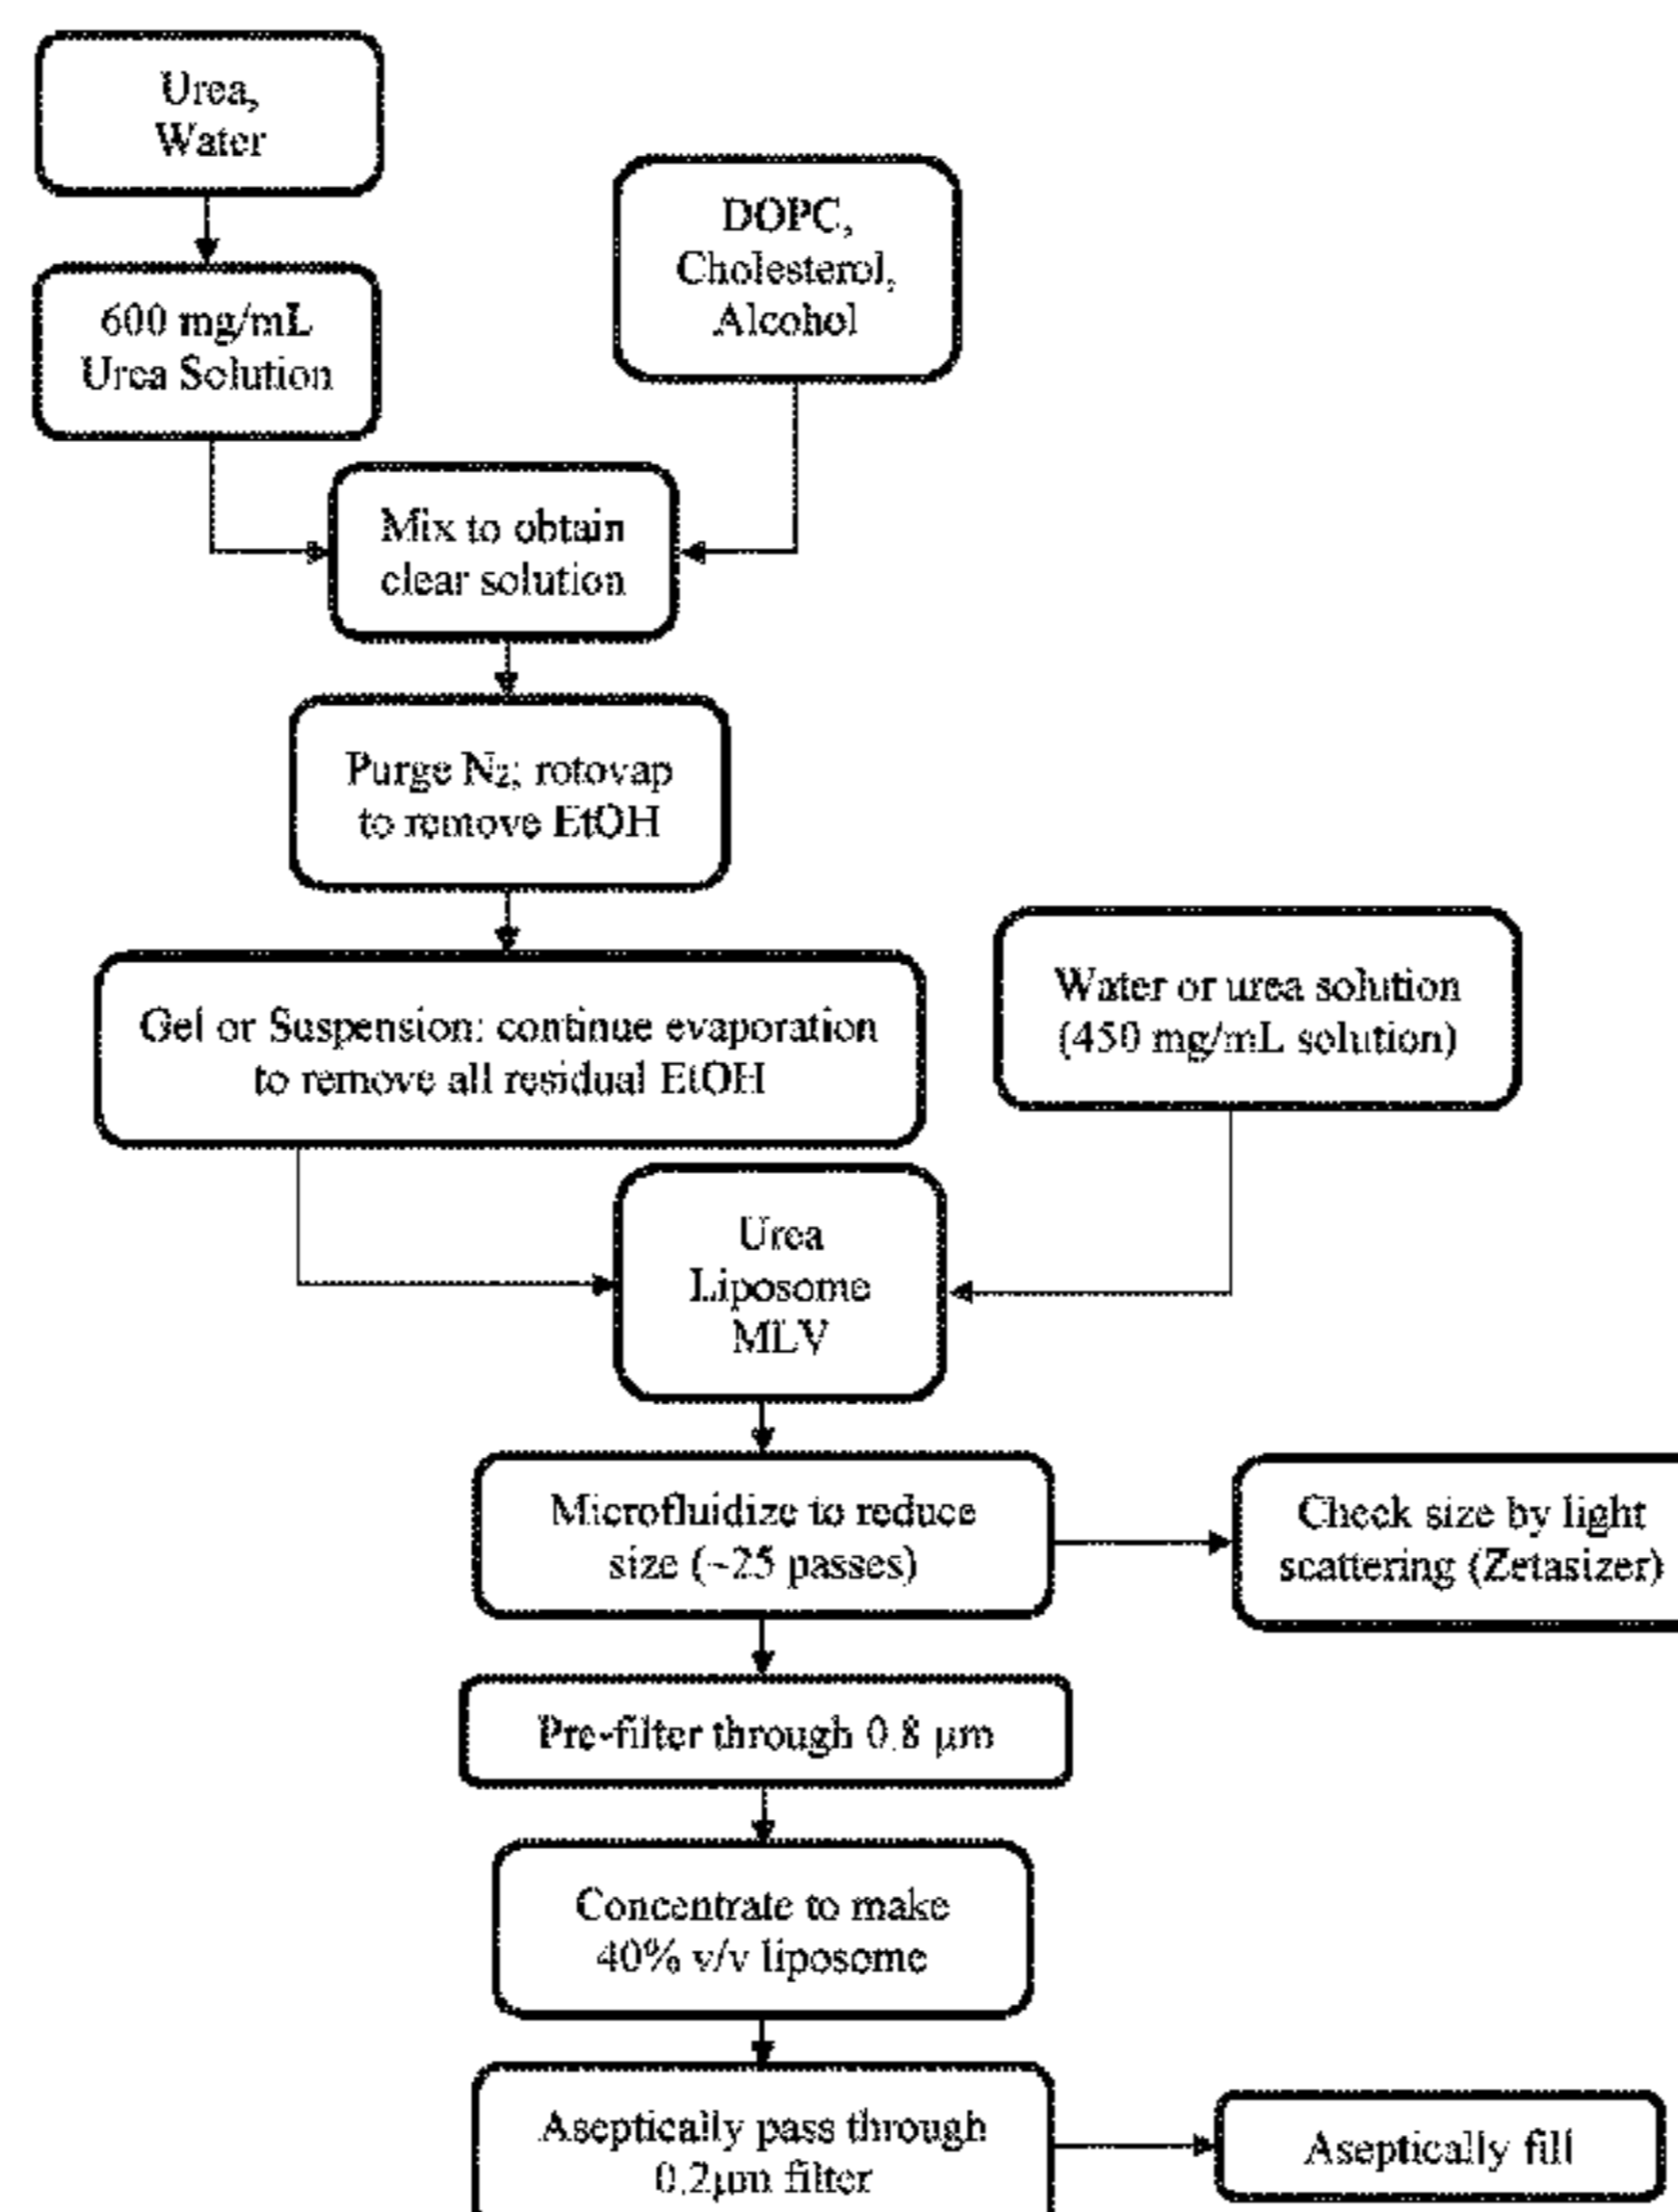 Urea,
Water
DOPC,
Cholesterol,
Alcohol
600 mg/mL
Urea Solution
Mix to obtain
clear solution
Purge N₂; rotovap
to remove EtOH
Gel or Suspension: continue evaporation
to remove all residual EtOH
Water or urea solution
(450 mg/mL solution)
Urea
Liposome
MLV
Microfluidize to reduce
size (~25 passes)
Check size by light
scattering (Zetasizer)
Pre-filter through 0.8 μm
Concentrate to make
40% v/v liposome
Aseptically pass through
0.2μm filter
Aseptically fill